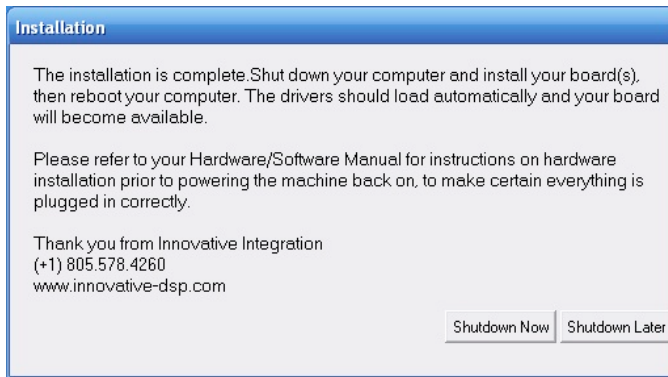 Installation
The installation is complete.Shut down your computer and install your board(s),
then reboot your computer. The drivers should load automatically and your board
will become available.
Please refer to your Hardware/Software Manual for instructions on hardware
installation prior to powering the machine back on, to make certain everything is
plugged in correctly.
Thank you from Innovative Integration
(+1) 805.578.4260
www.innovative-dsp.com
Shutdown Now Shutdown Later